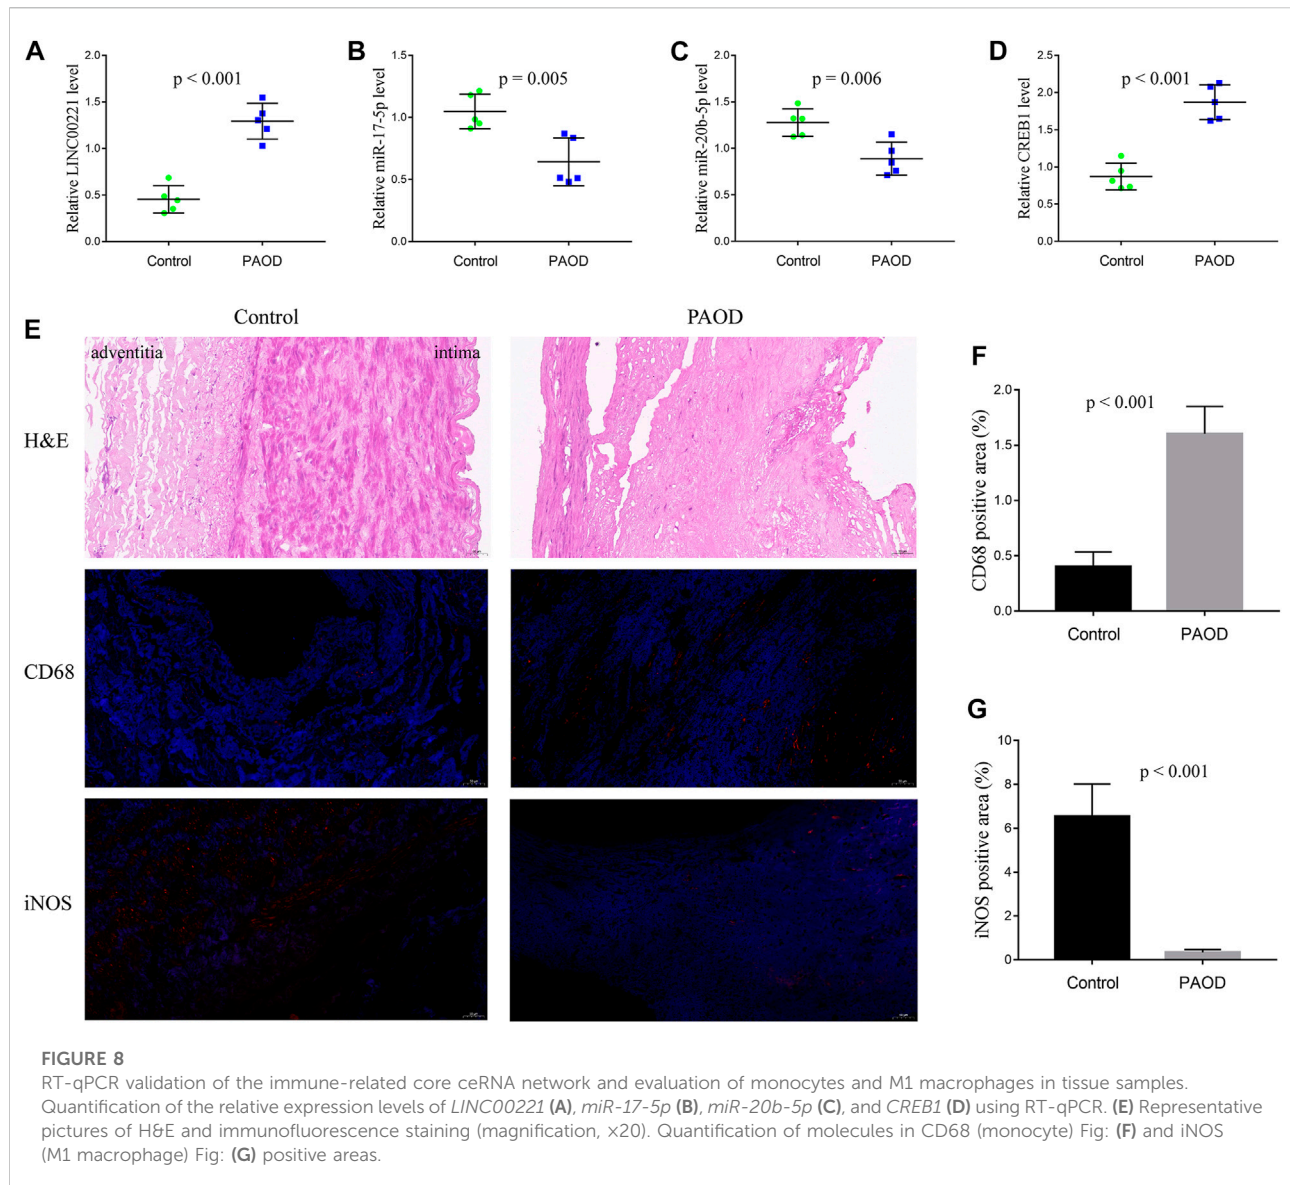 A
Relative LINC00221 level
2.0
1.5
1.0
0.5
0.0
p < 0.001
Control PAOD
B
Relative miR-17-5p level
1.5
1.0
0.5
0.0
p = 0.005
Control PAOD
C
Relative miR-20b-5p level
2.0
1.5
1.0
0.5
0.0
p = 0.006
Control PAOD
D
Relative CREB1 level
2.5
2.0
1.5
1.0
0.5
0.0
p <0.001
Control PAOD
E
Control PAOD
adventitia intima
H&E
CD68
iNOS
F
CD68 positive area (%)
2.0
1.5
1.0
0.5
0.0
p < 0.001
Control PAOD
G
iNOS positive area (%)
10
8
6
4
2
0
p < 0.001
Control PAOD
FIGURE 8
RT-qPCR validation of the immune-related core ceRNA network and evaluation of monocytes and M1 macrophages in tissue samples.
Quantification of the relative expression levels of LINC00221 (A), miR-17-5p (B), miR-20b-5p (C), and CREB1 (D) using RT-qPCR. (E) Representative
pictures of H&E and immunofluorescence staining (magnification, ×20). Quantification of molecules in CD68 (monocyte) Fig: (F) and iNOS
(M1 macrophage) Fig: (G) positive areas.